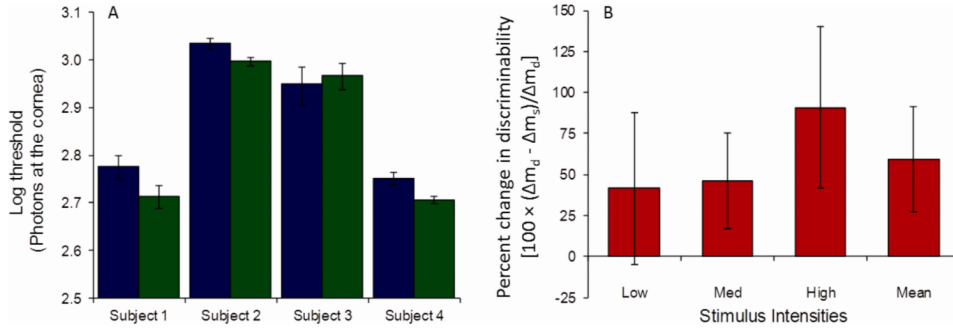 A
Log threshold
(Photons at the cornea)
3.1
3.0
2.9
2.8
2.7
2.6
2.5
Subject 1
Subject 2
Subject 3
Subject 4
B
Percent change in discriminability
[100 × (Δm_d - Δm_s)/Δm_d]
150
125
100
75
50
25
0
-25
Low
Med
High
Mean
Stimulus Intensities